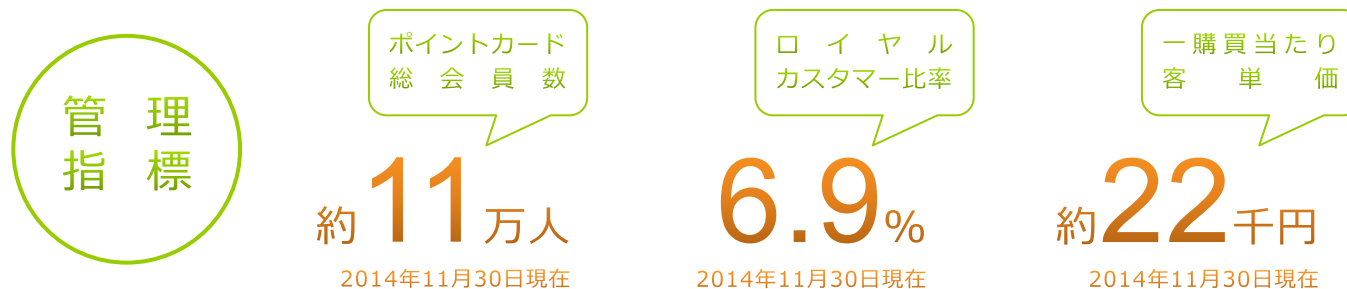 管理
指標
ポイントカード
総会員数
約11万人
2014年11月30日現在
ロイヤル
カスタマー比率
6.9%
2014年11月30日現在
一購買当たり
客単価
約22千円
2014年11月30日現在